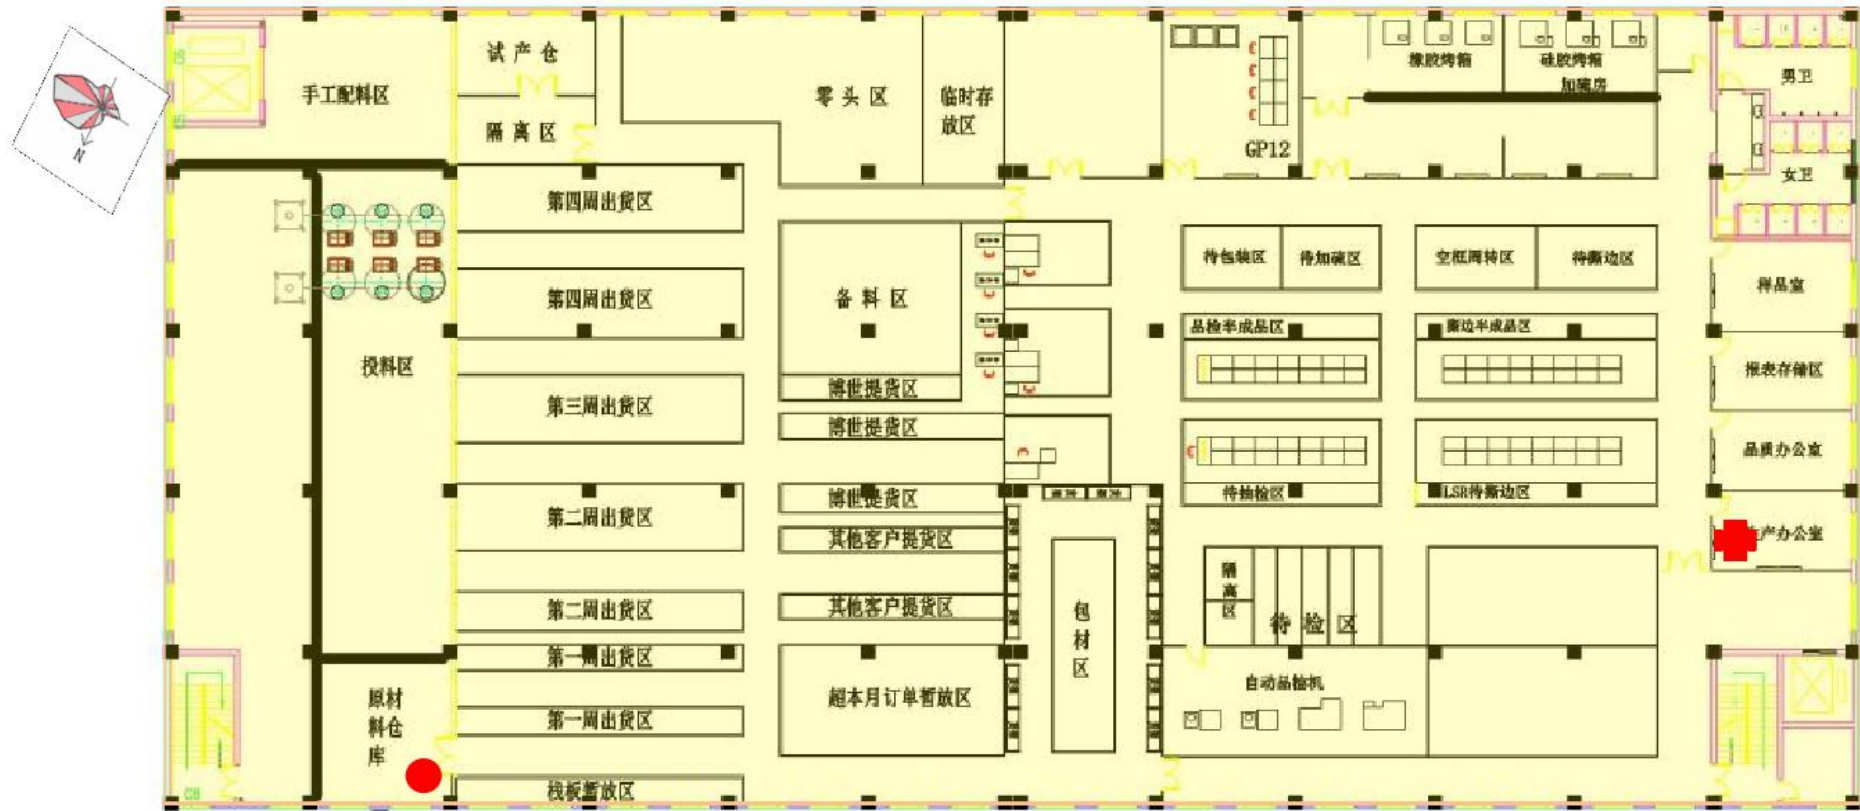 试产仓
手工配料区
隔离区
零头区
临时存
放区
GP12
橡胶烤箱
硅胶烤箱
加硫房
男卫
女卫
N
第四周出货区
第四周出货区
第三周出货区
第二周出货区
第二周出货区
第一周出货区
第一周出货区
栈板暂放区
投料区
原材
料仓
库
备料区
博世提货区
博世提货区
博世提货区
其他客户提货区
其他客户提货区
超本月订单暂放区
包
材
区
待包装区
待加硫区
空框周转区
待撕边区
品检半成品区
撕边半成品区
待抽检区
LSR待撕边区
隔
离
区
待检区
自动品检机
样品室
报表存储区
品质办公室
产办公室